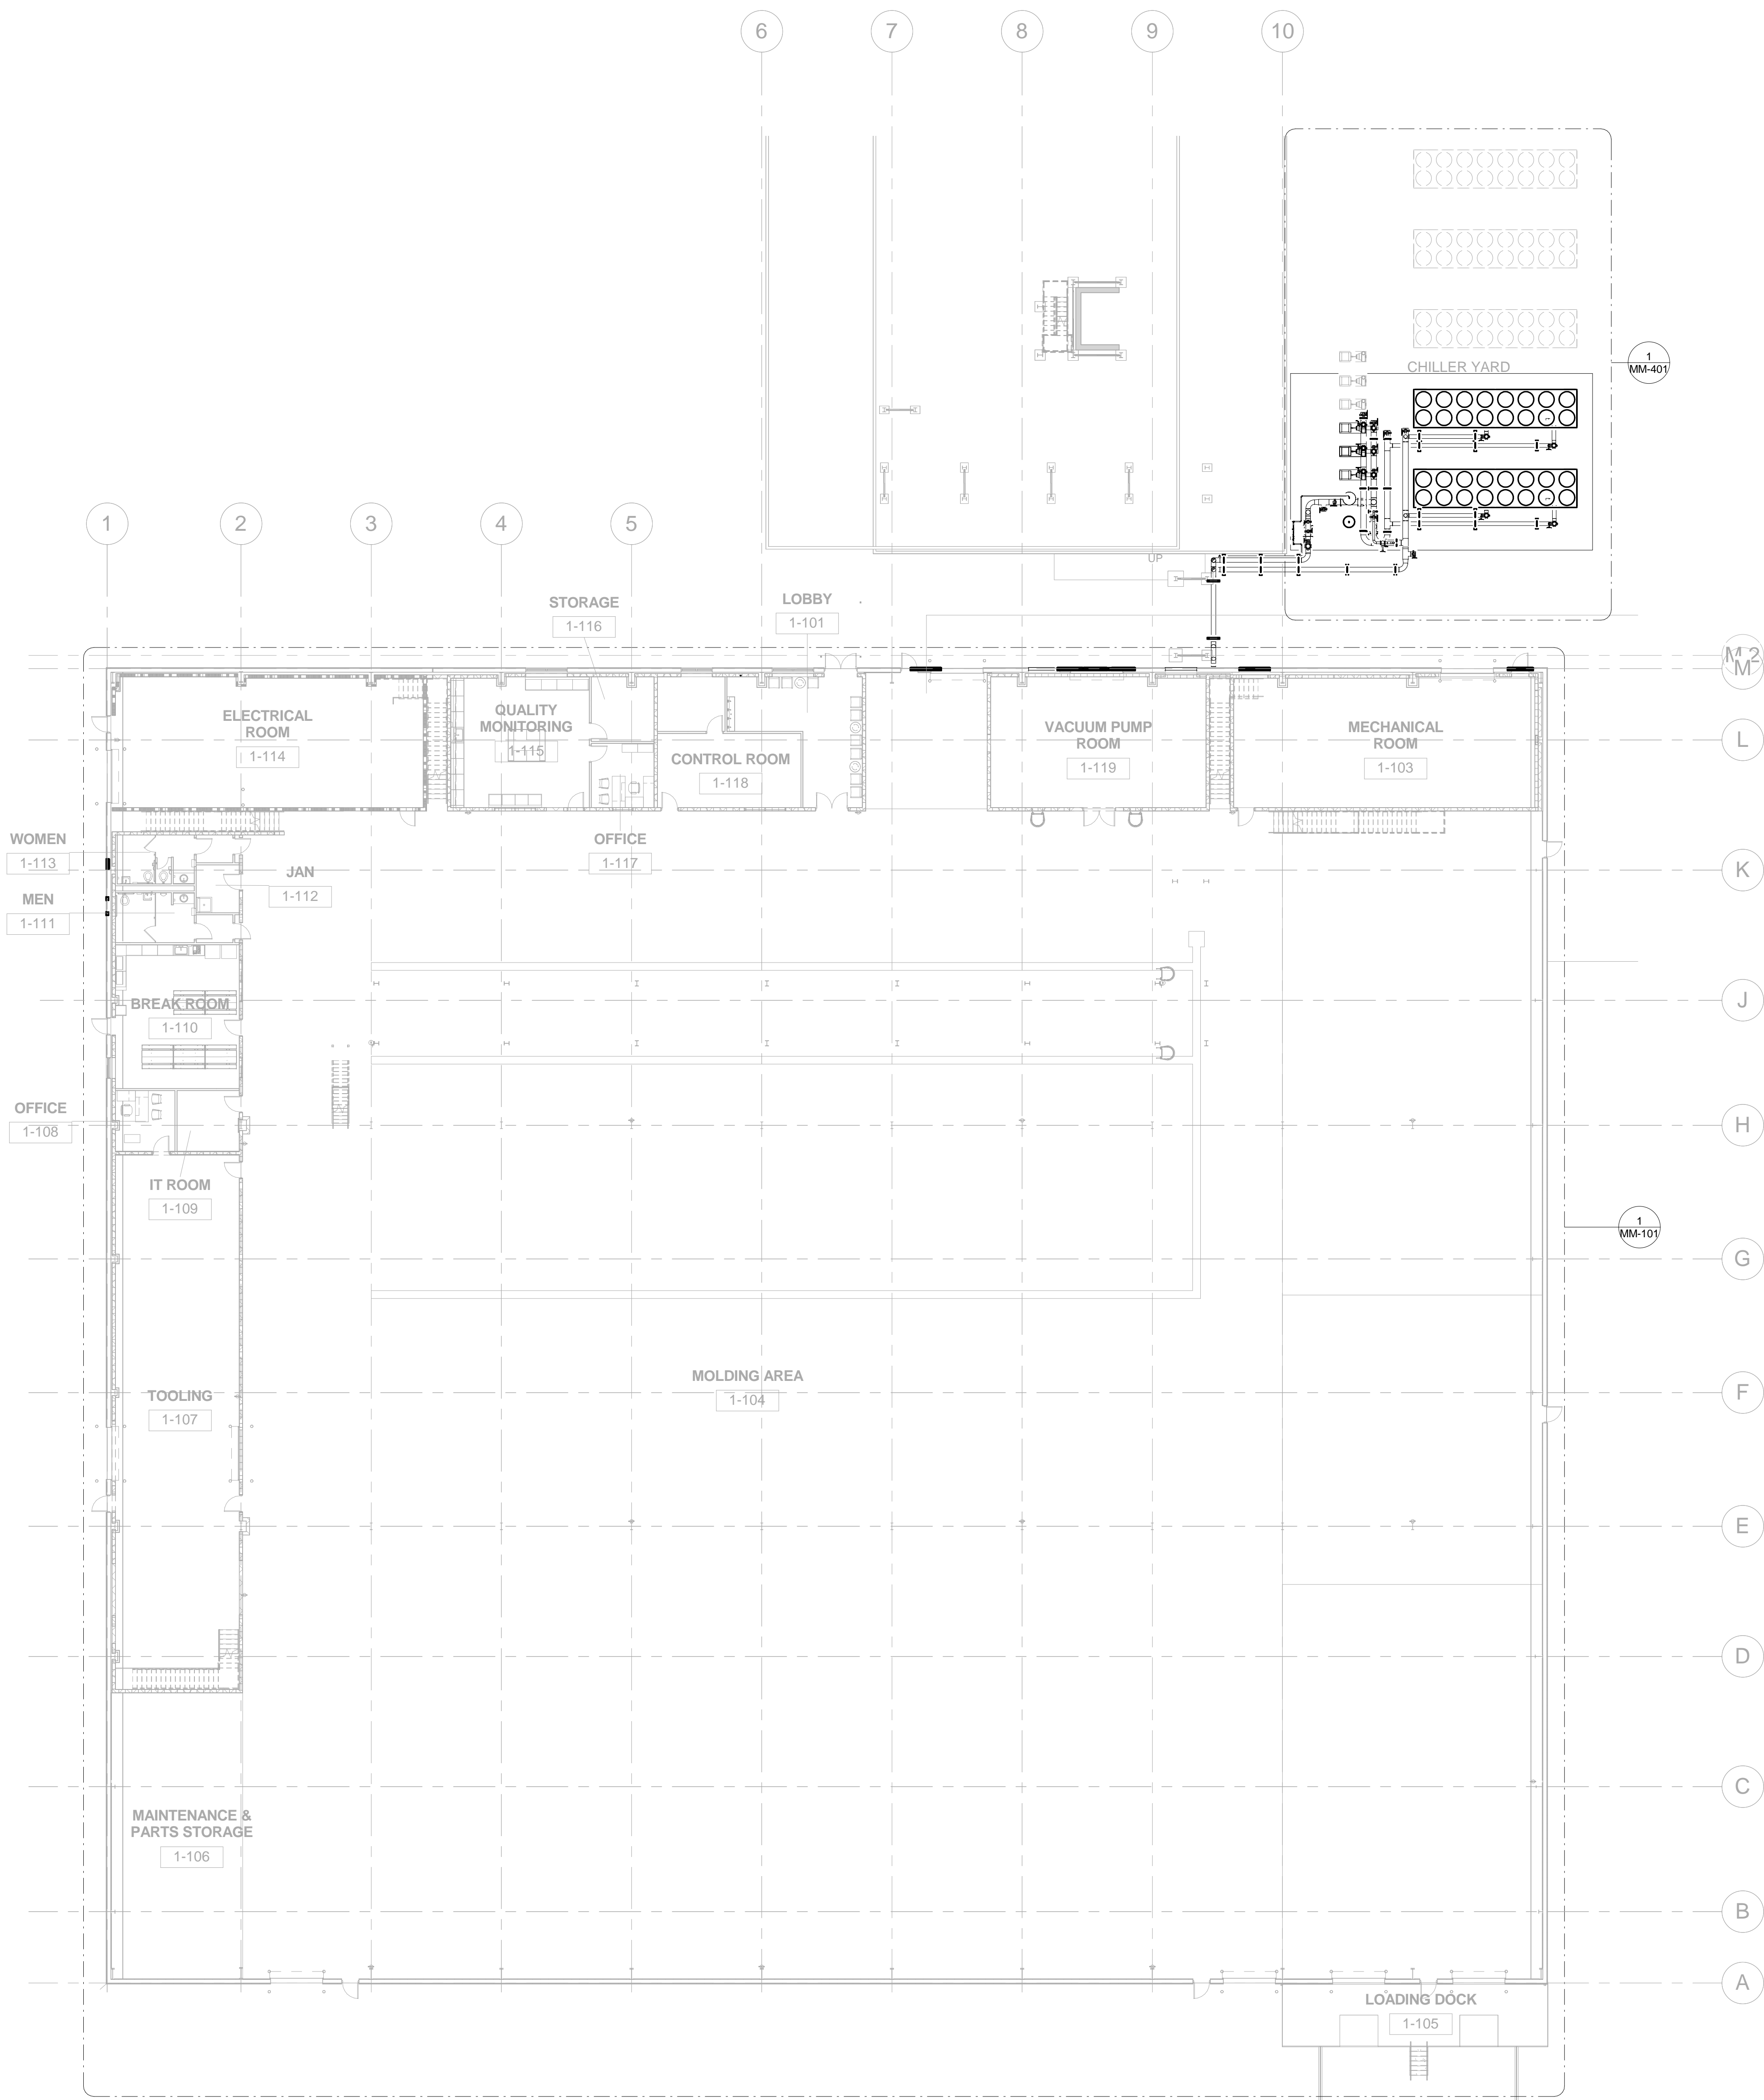 6
7
8
9
10
CHILLER YARD
1
MM-401
1
2
3
4
5
UP
STORAGE
1-116
LOBBY
1-101
M.2
M
ELECTRICAL
ROOM
1-114
QUALITY
MONITORING
1-115
CONTROL ROOM
1-118
VACUUM PUMP
ROOM
1-119
MECHANICAL
ROOM
1-103
L
WOMEN
1-113
OFFICE
1-117
JAN
1-112
K
MEN
1-111
BREAK ROOM
1-110
J
OFFICE
1-108
H
IT ROOM
1-109
1
MM-101
G
MOLDING AREA
1-104
TOOLING
1-107
F
E
D
C
MAINTENANCE &
PARTS STORAGE
1-106
B
A
LOADING DOCK
1-105